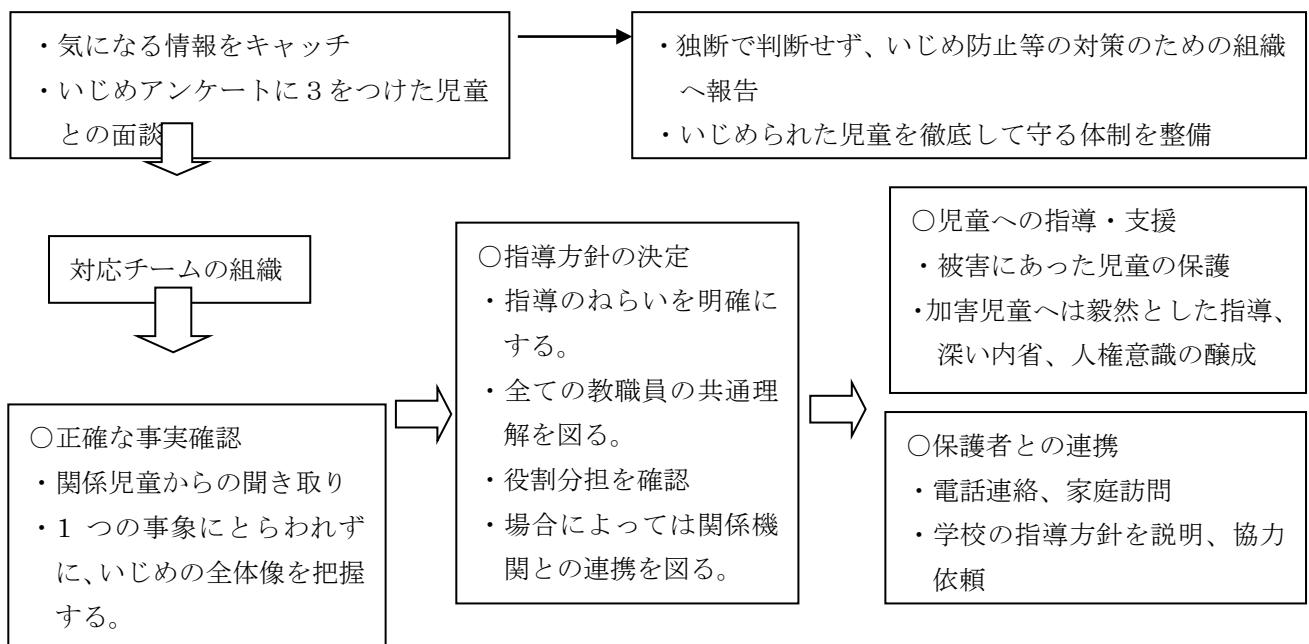 ・気になる情報をキャッチ
・いじめアンケートに３をつけた児童
との面談
・独断で判断せず、いじめ防止等の対策のための組織
へ報告
・いじめられた児童を徹底して守る体制を整備
対応チームの組織
○正確な事実確認
・関係児童からの聞き取り
・１つの事象にとらわれず
に、いじめの全体像を把握
する。
○指導方針の決定
・指導のねらいを明確に
する。
・全ての教職員の共通理
解を図る。
・役割分担を確認
・場合によっては関係機
関との連携を図る。
○児童への指導・支援
・被害にあった児童の保護
・加害児童へは毅然とした指導、
深い内省、人権意識の醸成
○保護者との連携
・電話連絡、家庭訪問
・学校の指導方針を説明、協力
依頼